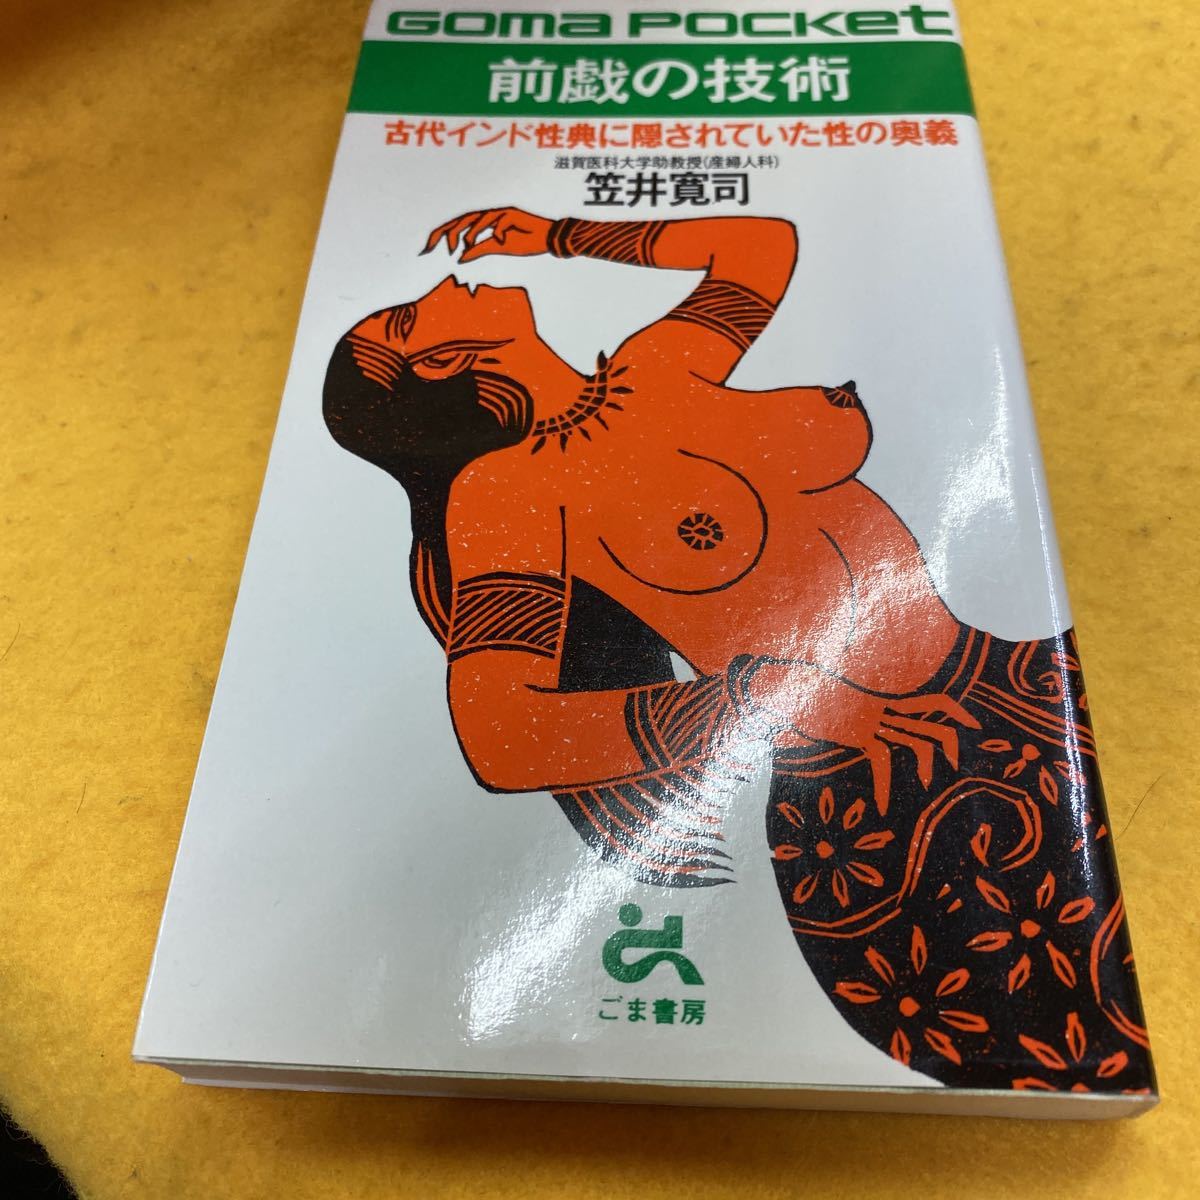 Goma Pocket
前戯の技術
古代インド性典に隠されていた性の奥義
滋賀医科大学助教授(産婦人科)
笠井寛司
ごま書房